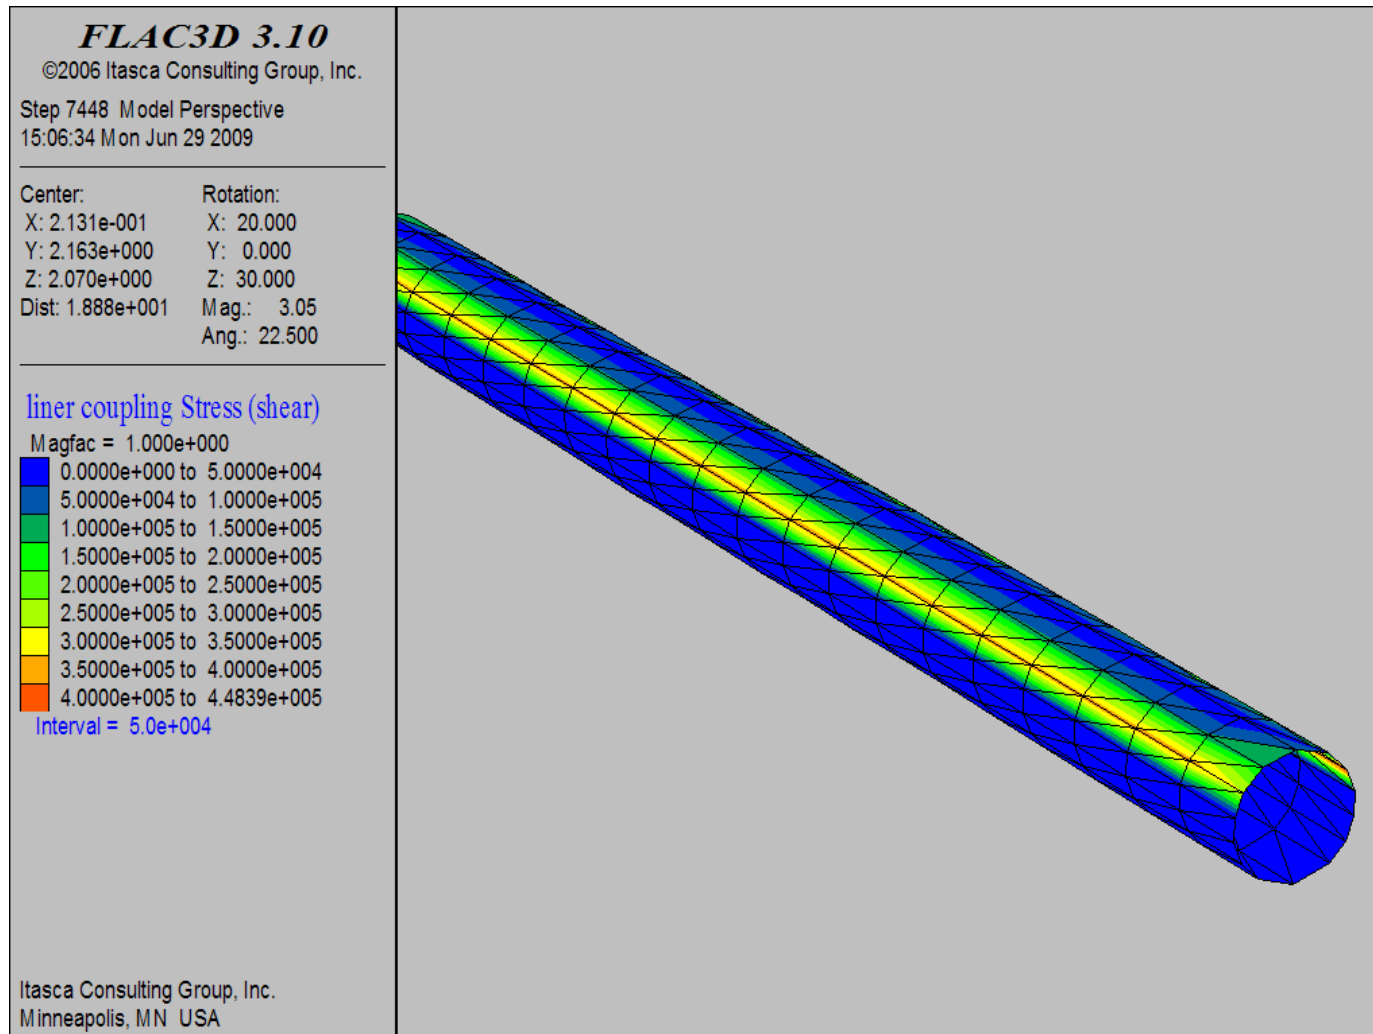 FLAC3D 3.10
©2006 Itasca Consulting Group, Inc.
Step 7448 Model Perspective
15:06:34 Mon Jun 29 2009
Center: Rotation:
X: 2.131e-001 X: 20.000
Y: 2.163e+000 Y: 0.000
Z: 2.070e+000 Z: 30.000
Dist: 1.888e+001 Mag.: 3.05
Ang.: 22.500
liner coupling Stress (shear)
Magfac = 1.000e+000
0.0000e+000 to 5.0000e+004
5.0000e+004 to 1.0000e+005
1.0000e+005 to 1.5000e+005
1.5000e+005 to 2.0000e+005
2.0000e+005 to 2.5000e+005
2.5000e+005 to 3.0000e+005
3.0000e+005 to 3.5000e+005
3.5000e+005 to 4.0000e+005
4.0000e+005 to 4.4839e+005
Interval = 5.0e+004
Itasca Consulting Group, Inc.
Minneapolis, MN USA